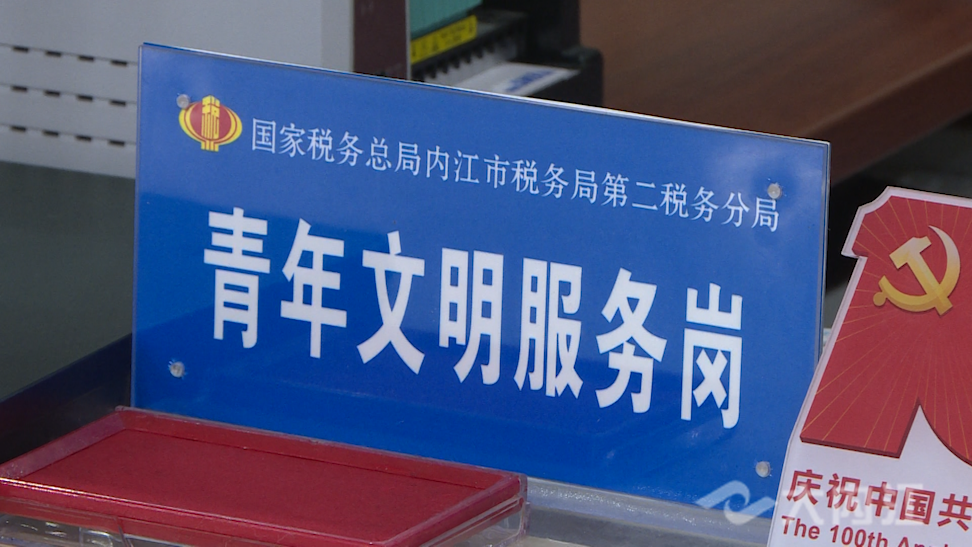 国家税务总局内江市税务局第二税务分局
青年文明服务岗
庆祝中国共
The 100th